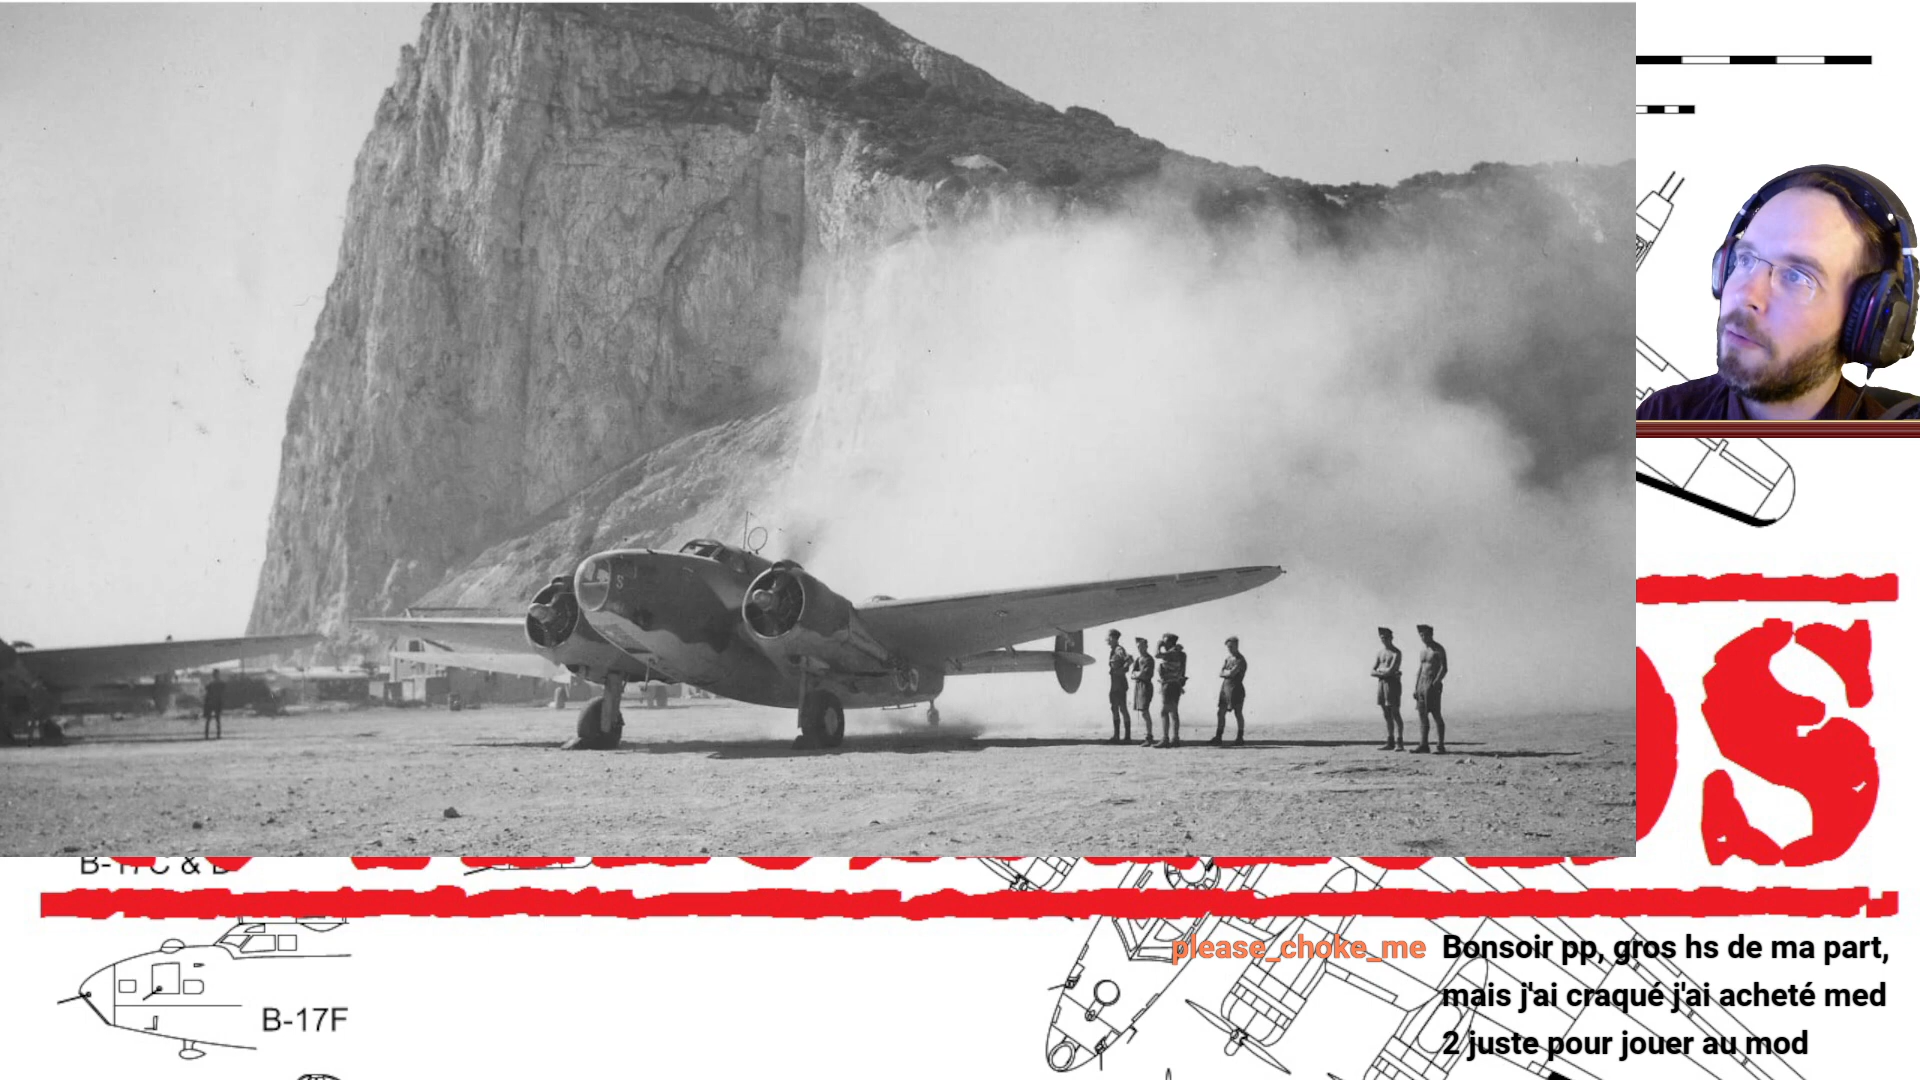 S
S
B-17C & D
please_choke_me Bonsoir pp, gros hs de ma part,
mais j'ai craqué j'ai acheté med
2 juste pour jouer au mod
B-17F